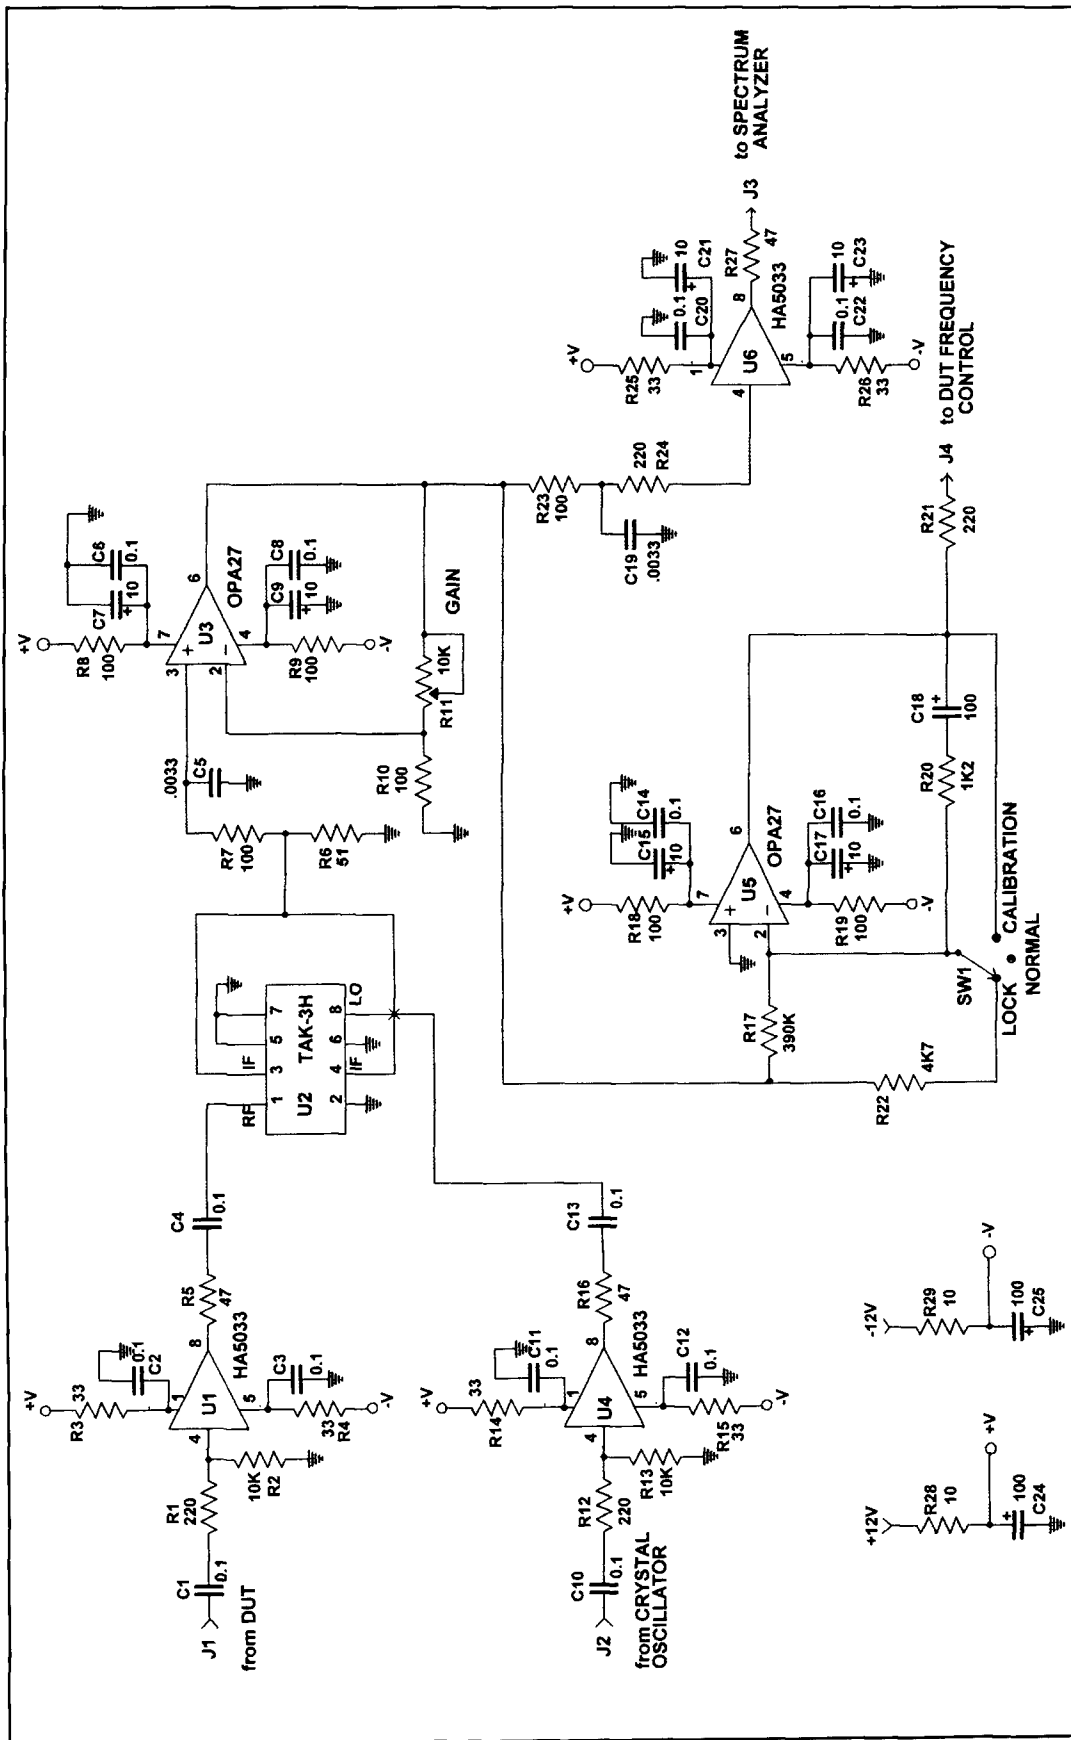 J1
from DUT
C1
0.1
R1
220
10K
R2
4
U1
1
5
8
HA5033
+V
R3
33
0.1
C2
C3
0.1
33
R4
-V
R5
47
C4
0.1
J2
from CRYSTAL
OSCILLATOR
C10
0.1
R12
220
R13
10K
4
U4
1
5
8
HA5033
+V
R14
33
C11
0.1
C12
0.1
R15
33
-V
R16
47
C13
0.1
RF
IF
1
3
5
7
U2
TAK-3H
2
4
6
8
IF
LO
R7
100
R6
51
.0033
C5
3
2
+
-
U3
7
4
6
OPA27
+V
R8
100
C7
10
+
C6
0.1
C9
+
10
C8
0.1
R9
100
-V
R10
100
R11
10K
GAIN
R23
100
C19
.0033
220
R24
4
U6
1
5
8
HA5033
+V
R25
33
0.1
C20
10
+
C21
0.1
C22
10
+
C23
R26
33
-V
R27
47
J3
to SPECTRUM
ANALYZER
R17
390K
3
2
+
-
U5
7
4
6
OPA27
+V
R18
100
C15
+
10
C14
0.1
C17
+
10
C16
0.1
R19
100
-V
R20
1K2
C18
+
100
R21
220
J4
to DUT FREQUENCY
CONTROL
R22
4K7
SW1
LOCK
CALIBRATION
NORMAL
+12V
R28
10
+V
+
100
C24
-12V
R29
10
-V
100
+
C25